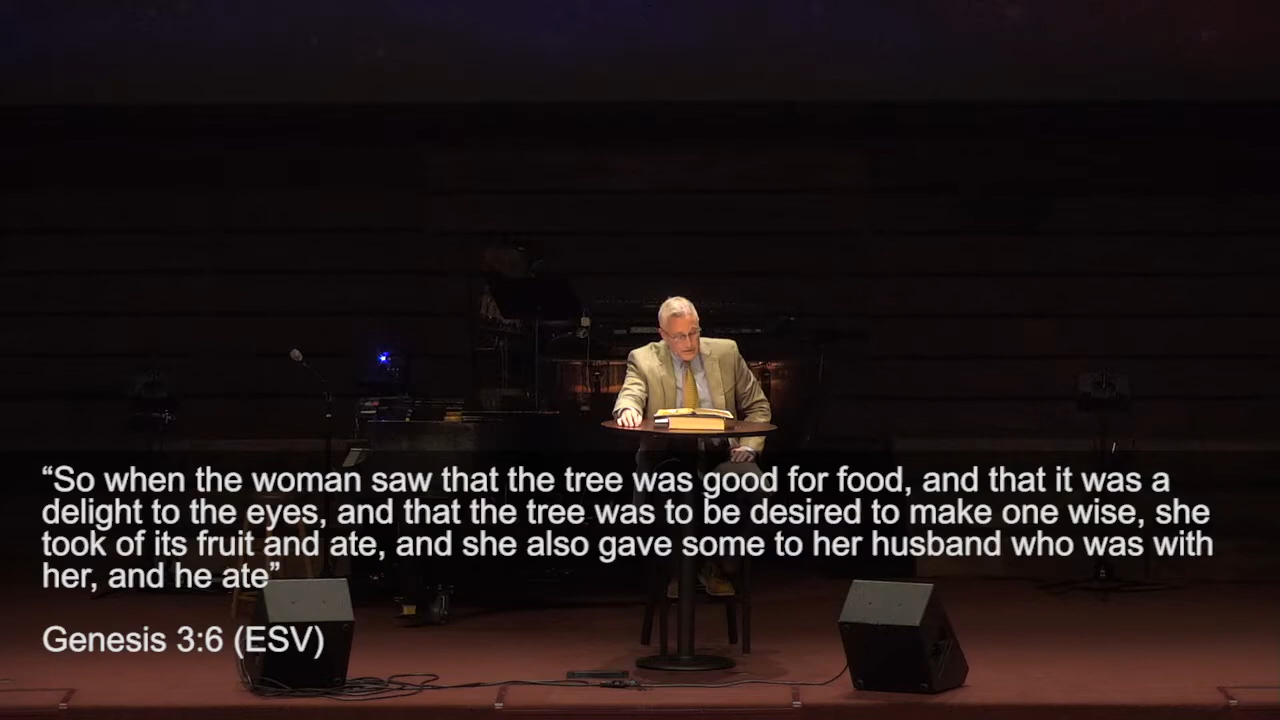 “So when the woman saw that the tree was good for food, and that it was a
delight to the eyes, and that the tree was to be desired to make one wise, she
took of its fruit and ate, and she also gave some to her husband who was with
her, and he ate”
Genesis 3:6 (ESV)